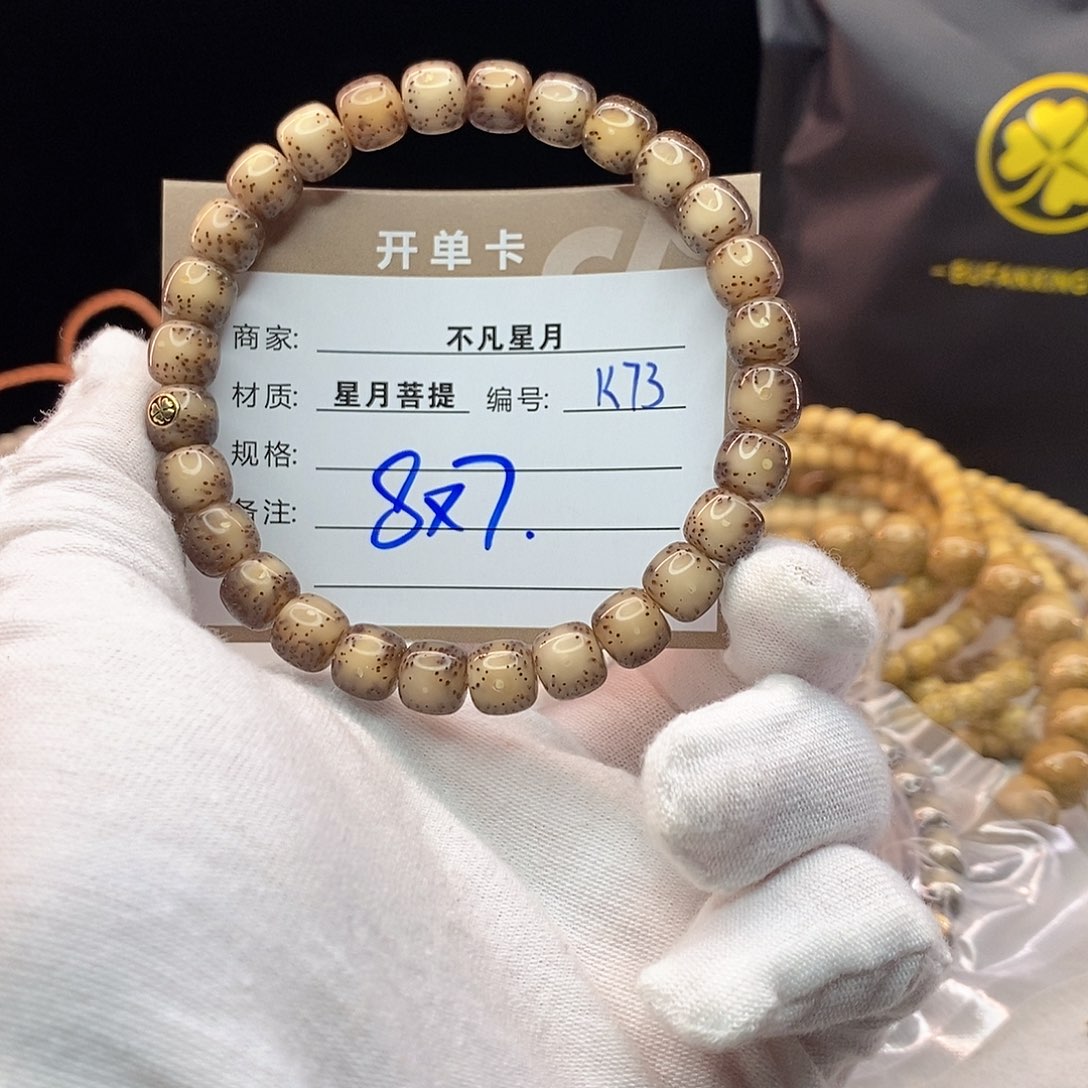 开单卡
商家: 不凡星月
材质: 星月菩提 编号: K73
规格:
备注: 8x7.